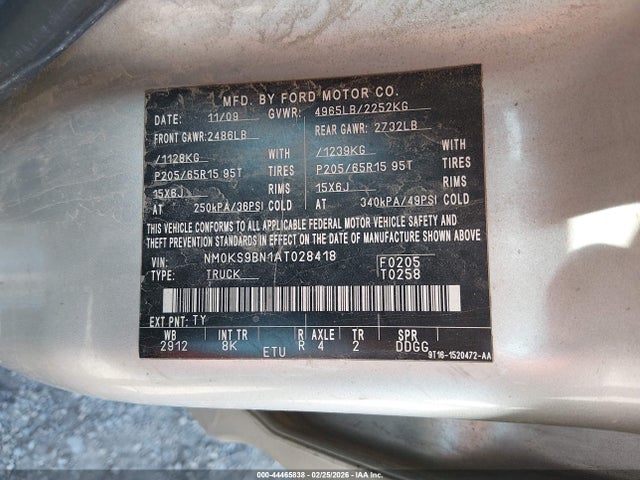 MFD. BY FORD MOTOR CO.
DATE: 11/09 GVWR: 4965LB/2252KG
FRONT GAWR: 2486LB REAR GAWR: 2732LB
/1128KG WITH /1239KG WITH
P205/65R15 95T TIRES P205/65R15 95T TIRES
15X6J RIMS 15X6J RIMS
AT 250kPA/36PSI COLD AT 340kPA/49PSI COLD
THIS VEHICLE CONFORMS TO ALL APPLICABLE FEDERAL MOTOR VEHICLE SAFETY AND
THEFT PREVENTION STANDARDS IN EFFECT ON THE DATE OF MANUFACTURE SHOWN ABOVE.
VIN: NM0KS9BN1AT028418 F0205
TYPE: TRUCK T0258
EXT PNT: TY
WB INT TR R AXLE TR SPR
2912 8K R 4 2 DDGG
ETU 9T16-1520472-AA
000-44465838 - 02/25/2026 - IAA Inc.